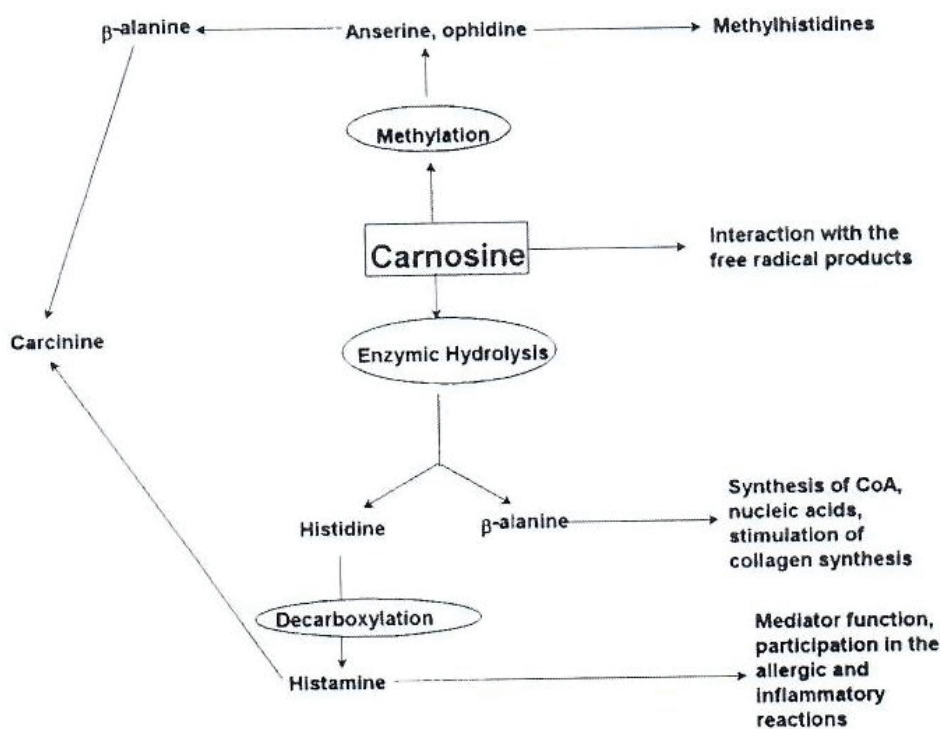 β-alanine
Anserine, ophidine
Methylhistidines
Methylation
Carnosine
Interaction with the
free radical products
Carcinine
Enzymic Hydrolysis
Histidine
β-alanine
Synthesis of CoA,
nucleic acids,
stimulation of
collagen synthesis
Decarboxylation
Histamine
Mediator function,
participation in the
allergic and
inflammatory
reactions